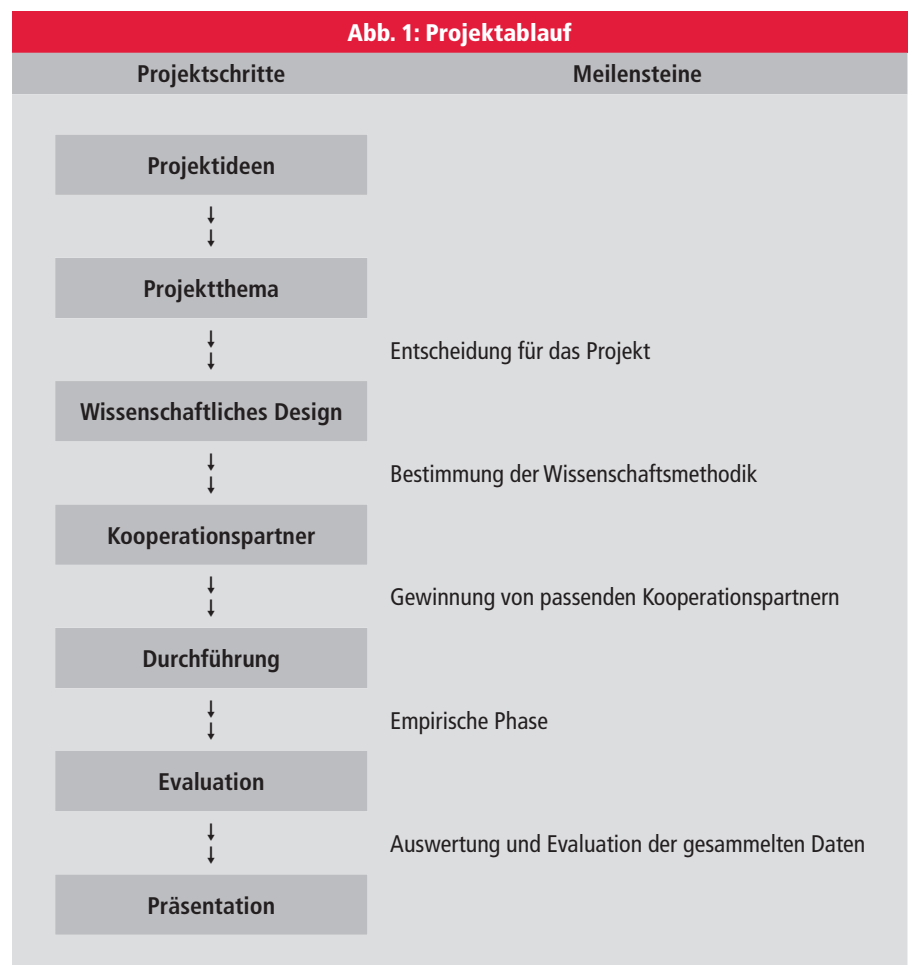 Abb. 1: Projektablauf
Projektschritte Meilensteine
Projektideen
Projektthema
Entscheidung für das Projekt
Wissenschaftliches Design
Bestimmung der Wissenschaftsmethodik
Kooperationspartner
Gewinnung von passenden Kooperationspartnern
Durchführung
Empirische Phase
Evaluation
Auswertung und Evaluation der gesammelten Daten
Präsentation